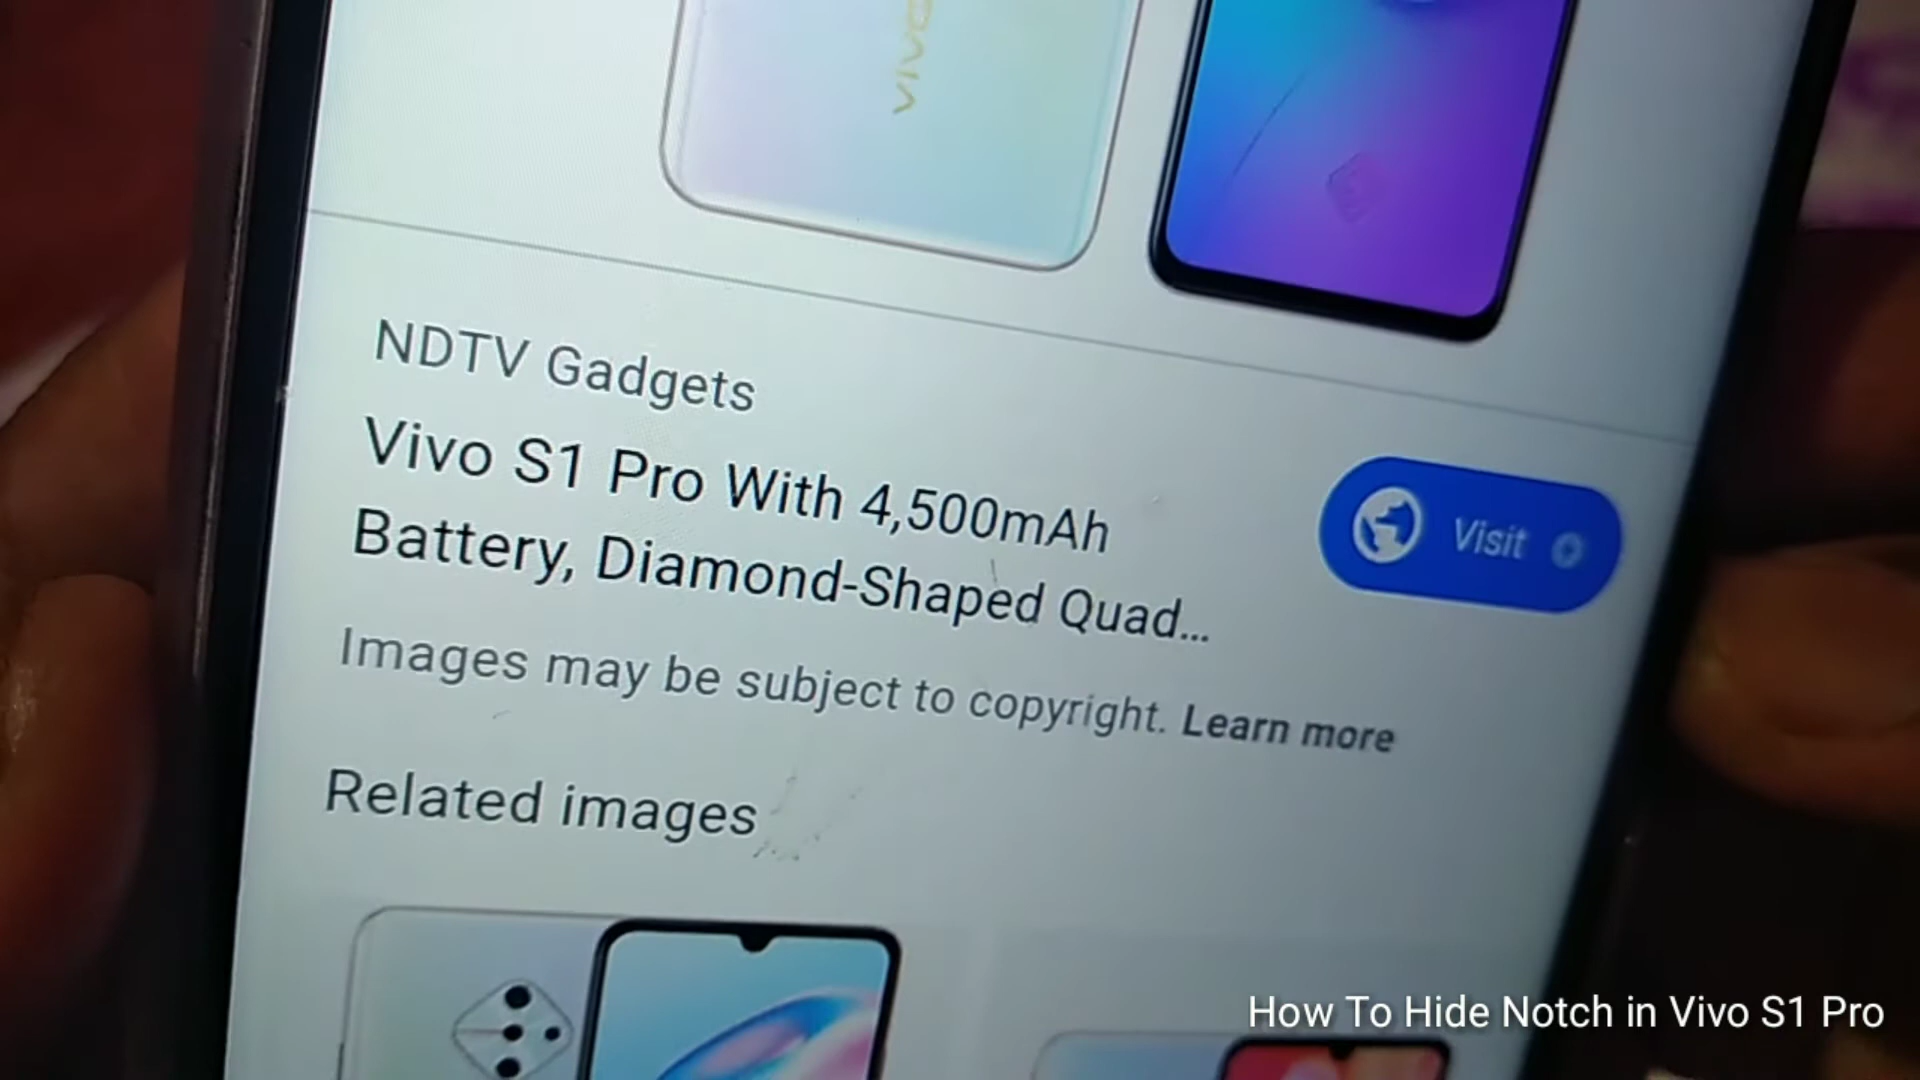 vivo
NDTV Gadgets
Vivo S1 Pro With 4,500mAh
Battery, Diamond-Shaped Quad...
Visit
Images may be subject to copyright. Learn more
Related images
How To Hide Notch in Vivo S1 Pro